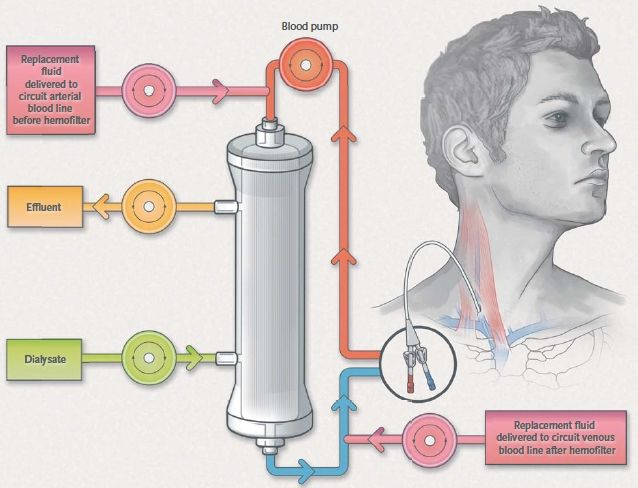 Blood pump
Replacement
fluid
delivered to
circuit arterial
blood line
before hemofilter
Effluent
Dialysate
Replacement fluid
delivered to circuit venous
blood line after hemofilter